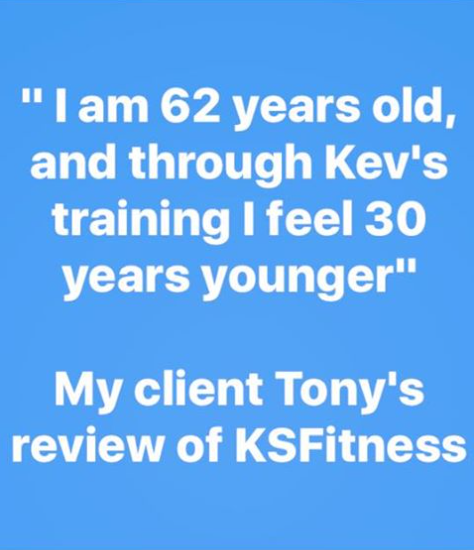 " I am 62 years old,
and through Kev's
training I feel 30
years younger"
My client Tony's
review of KSFitness